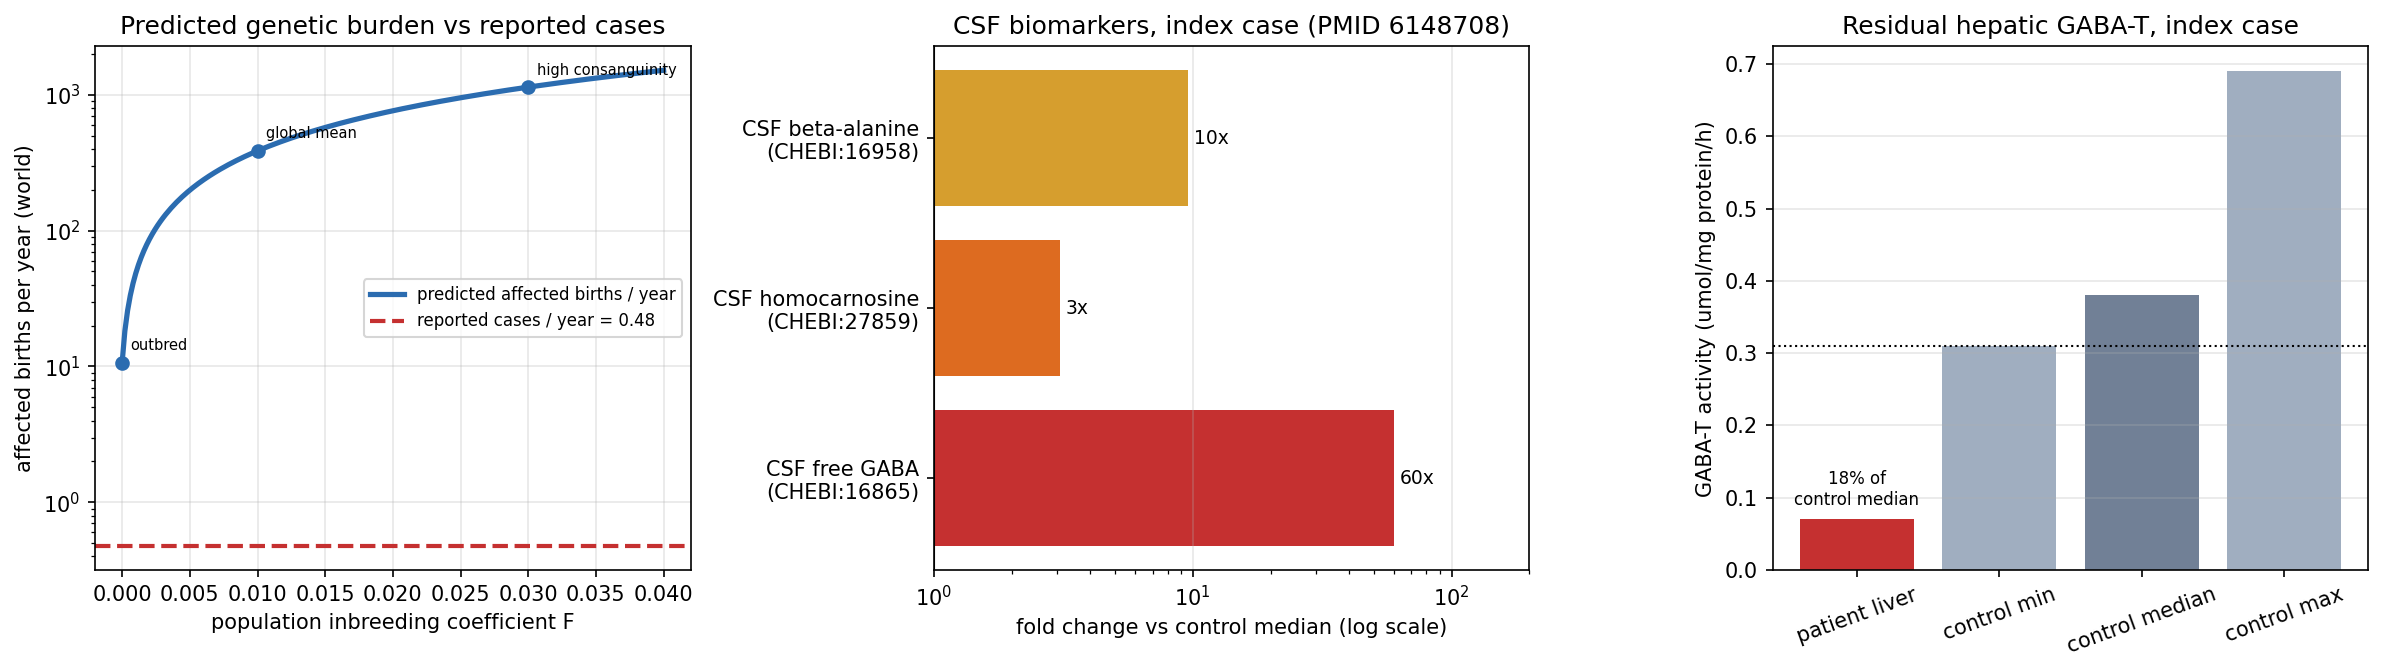 Predicted genetic burden vs reported cases
affected births per year (world)
10³
10²
10¹
10⁰
high consanguinity
global mean
outbred
predicted affected births / year
reported cases / year = 0.48
0.000 0.005 0.010 0.015 0.020 0.025 0.030 0.035 0.040
population inbreeding coefficient F
CSF biomarkers, index case (PMID 6148708)
CSF beta-alanine
(CHEBI:16958)
10x
CSF homocarnosine
(CHEBI:27859)
3x
CSF free GABA
(CHEBI:16865)
60x
10⁰ 10¹ 10²
fold change vs control median (log scale)
Residual hepatic GABA-T, index case
GABA-T activity (umol/mg protein/h)
0.7
0.6
0.5
0.4
0.3
0.2
0.1
0.0
18% of
control median
patient liver
control min
control median
control max